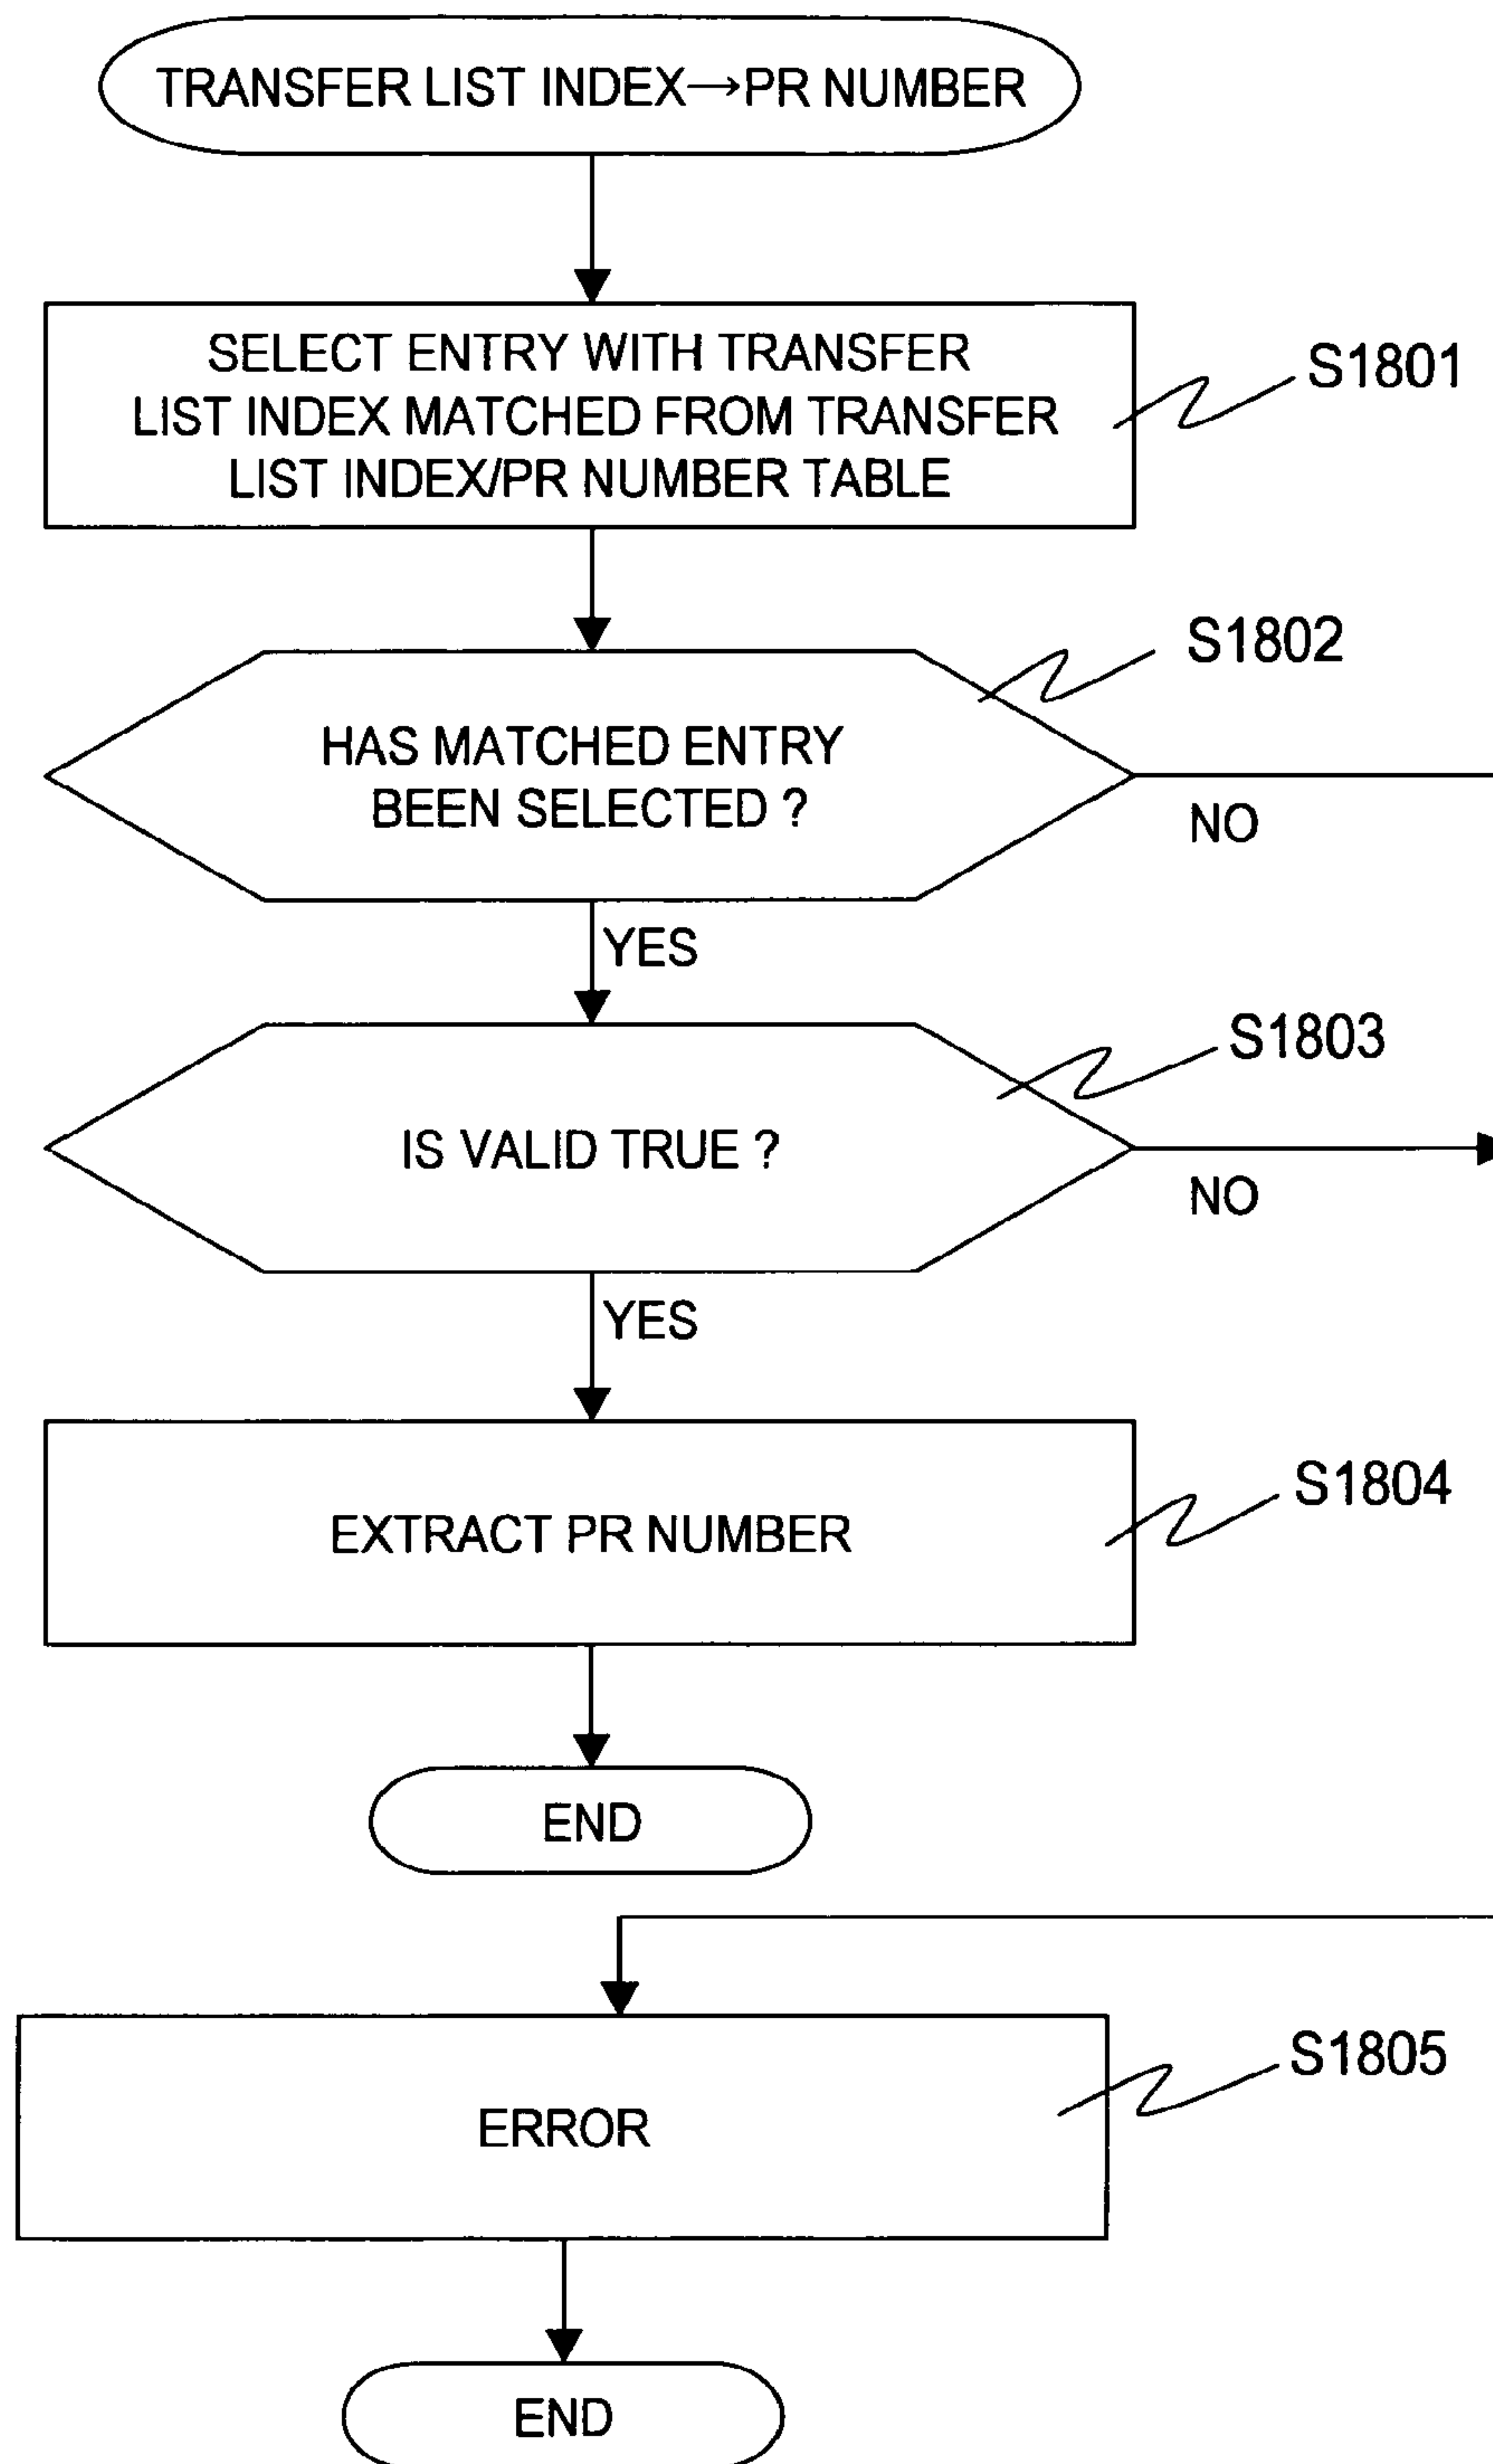 TRANSFER LIST INDEX→PR NUMBER
SELECT ENTRY WITH TRANSFER
LIST INDEX MATCHED FROM TRANSFER
LIST INDEX/PR NUMBER TABLE
S1801
HAS MATCHED ENTRY
BEEN SELECTED ?
S1802
NO
YES
IS VALID TRUE ?
S1803
NO
YES
EXTRACT PR NUMBER
S1804
END
ERROR
S1805
END